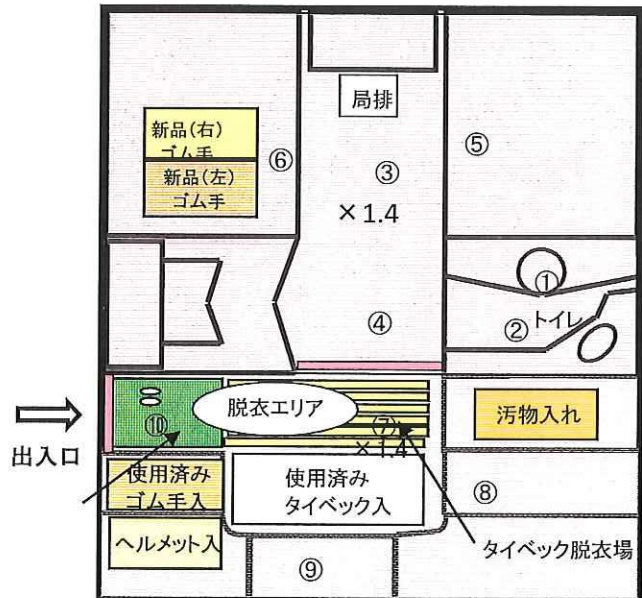 局排
新品(右)
ゴム手
新品(左)
ゴム手
⑥
③
⑤
×1.4
①
④
②
トイレ
出入口
⑩
脱衣エリア
⑦
×1.4
汚物入れ
使用済み
ゴム手入
使用済み
タイベック入
⑧
ヘルメット入
⑨
タイベック脱衣場